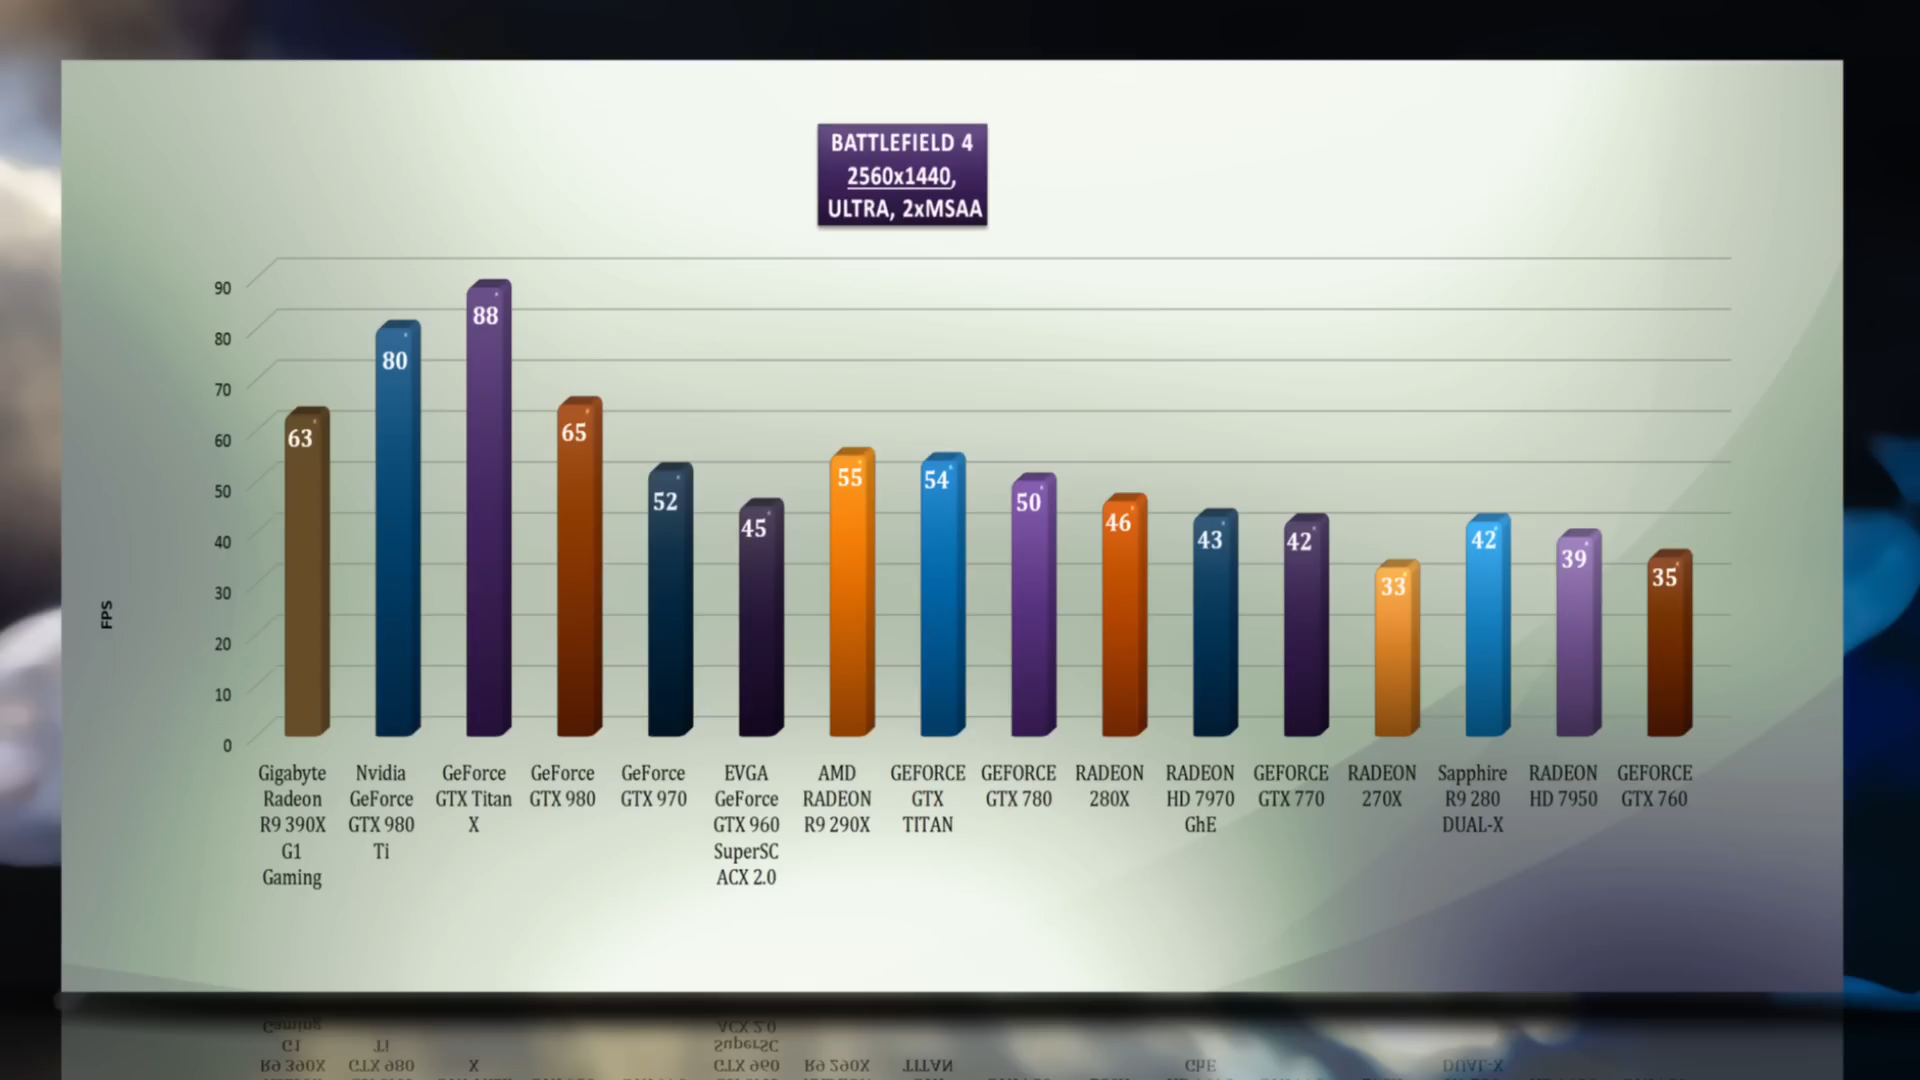 BATTLEFIELD 4
2560x1440,
ULTRA, 2xMSAA
FPS
90
80
70
60
50
40
30
20
10
0
63
80
88
65
52
45
55
54
50
46
43
42
33
42
39
35
Gigabyte
Radeon
R9 390X
G1
Gaming
Nvidia
GeForce
GTX 980
Ti
GeForce
GTX Titan
X
GeForce
GTX 980
GeForce
GTX 970
EVGA
GeForce
GTX 960
SuperSC
ACX 2.0
AMD
RADEON
R9 290X
GEFORCE
GTX
TITAN
GEFORCE
GTX 780
RADEON
280X
RADEON
HD 7970
GhE
GEFORCE
GTX 770
RADEON
270X
Sapphire
R9 280
DUAL-X
RADEON
HD 7950
GEFORCE
GTX 760